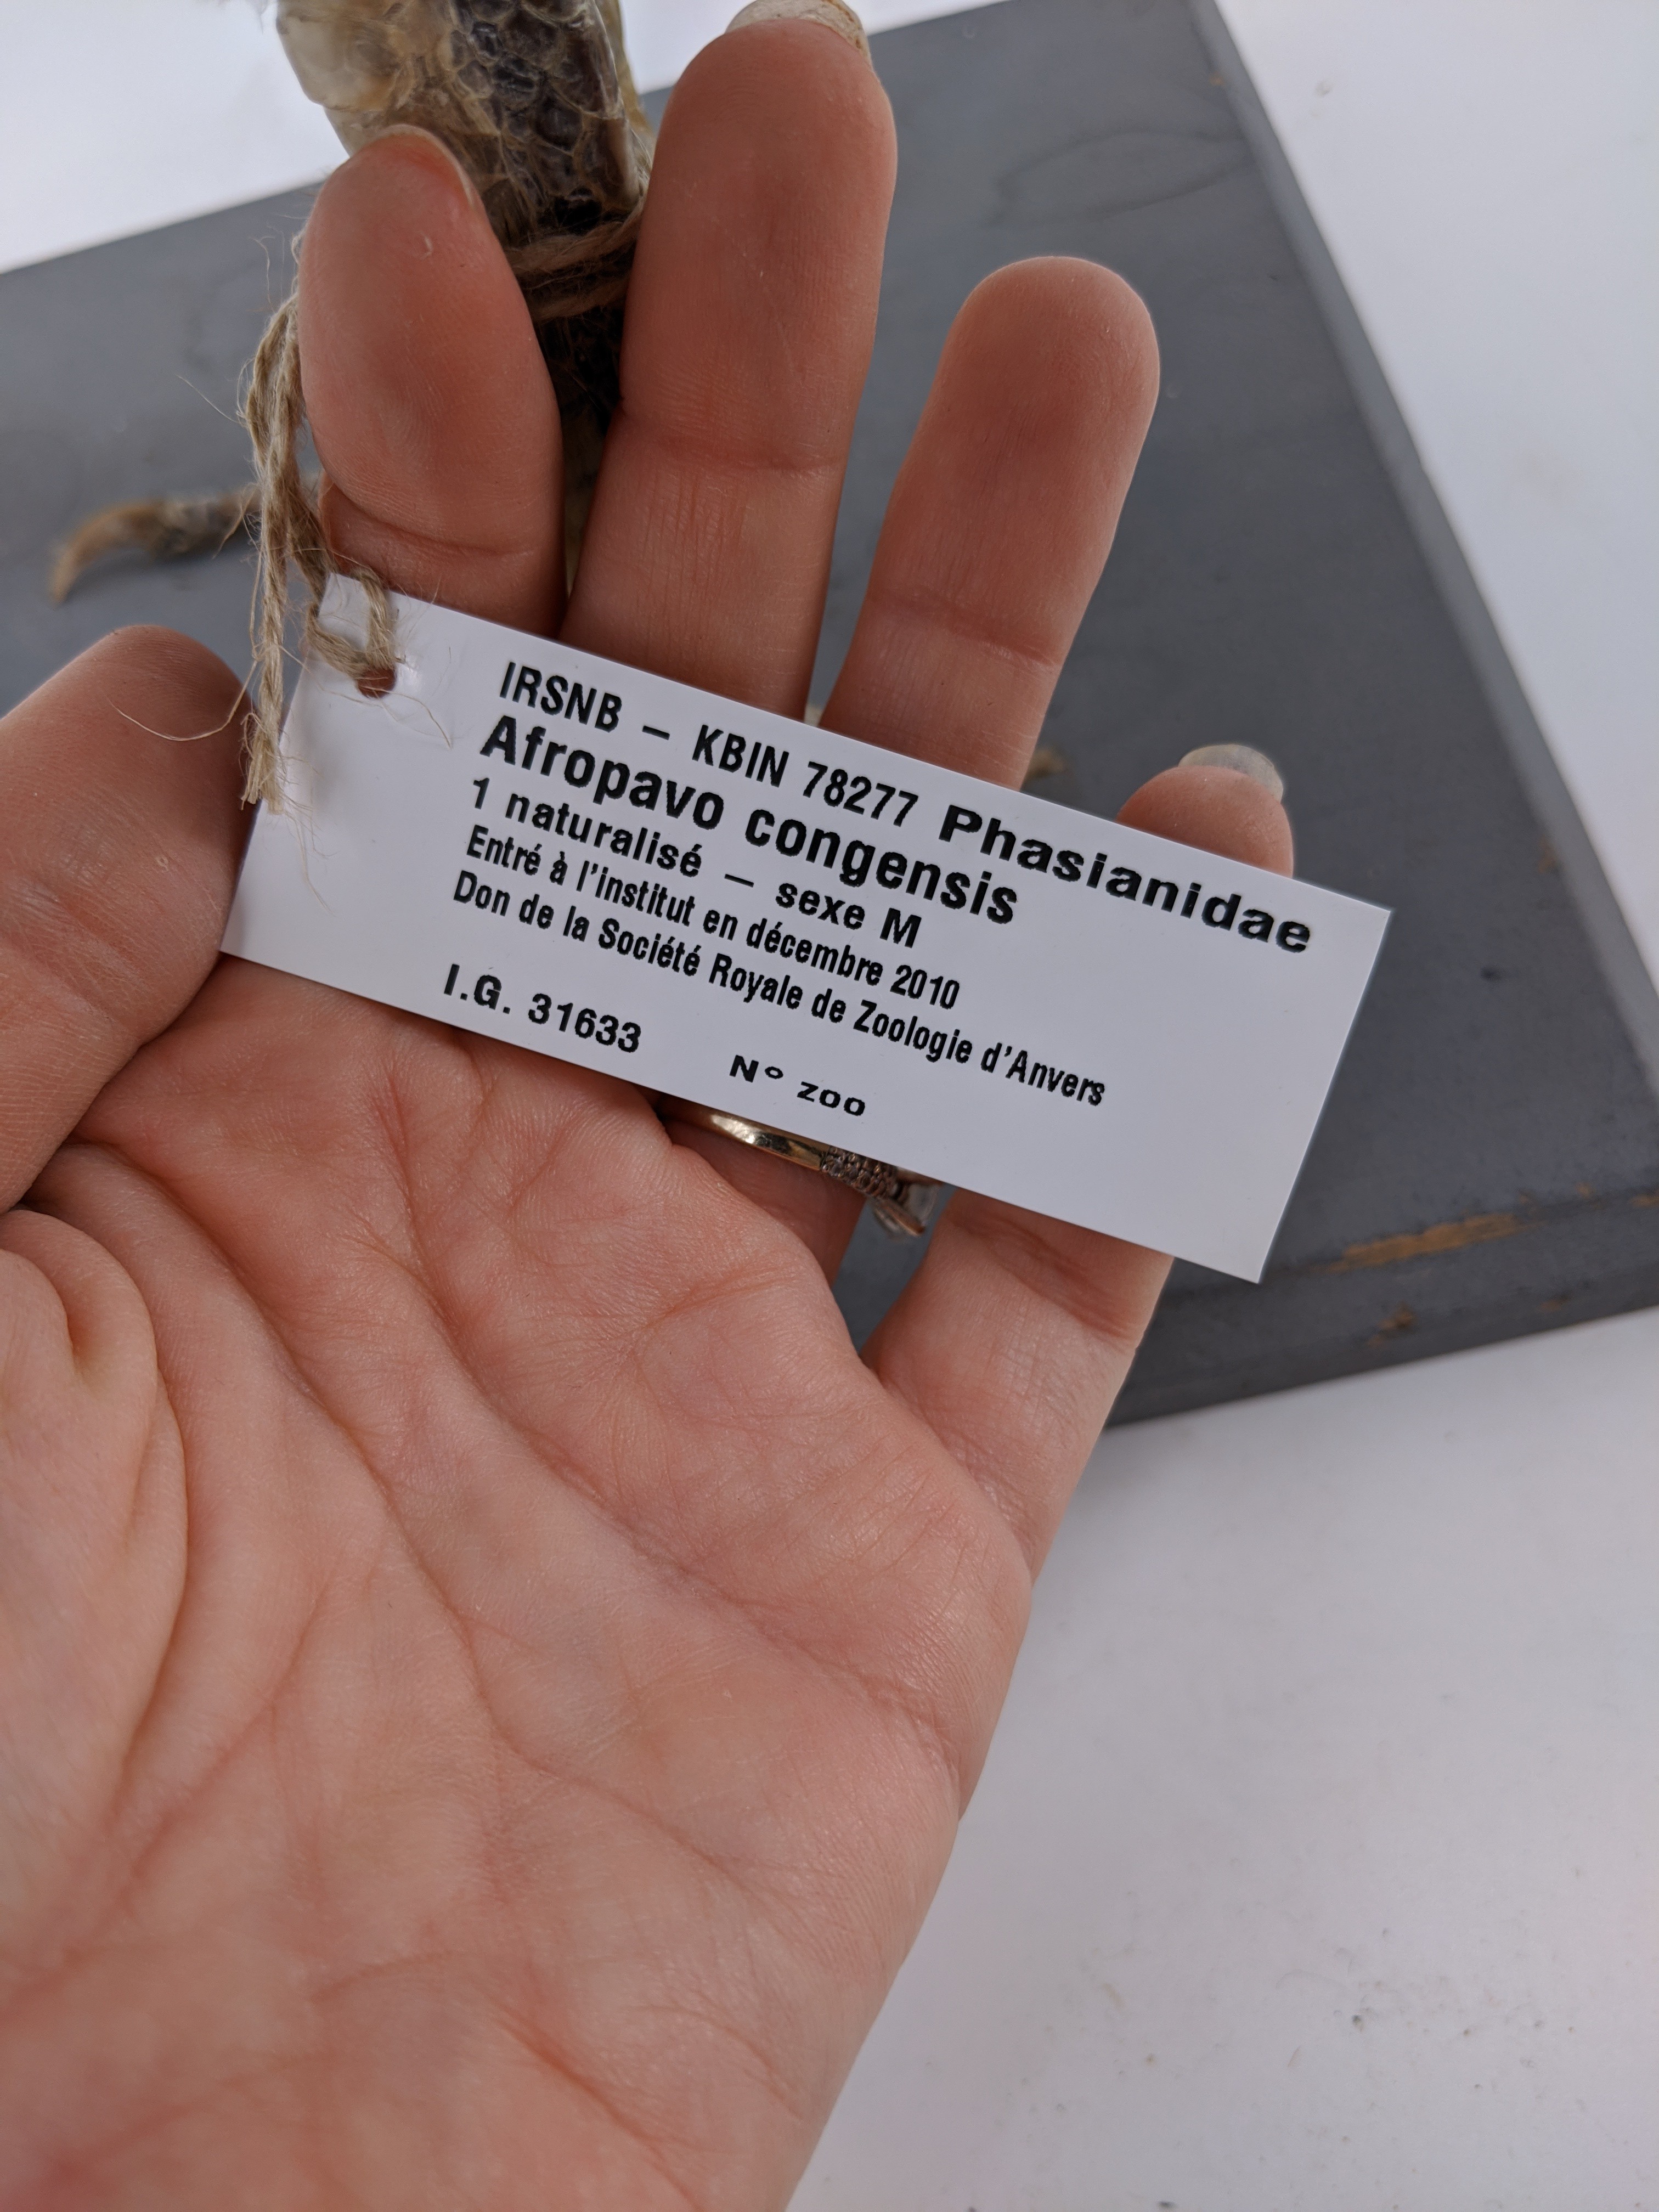 IRSNB – KBIN 78277 Phasianidae
Afropavo congensis
1 naturalisé – sexe M
Entré à l'institut en décembre 2010
Don de la Société Royale de Zoologie d'Anvers
I.G. 31633 N° zoo